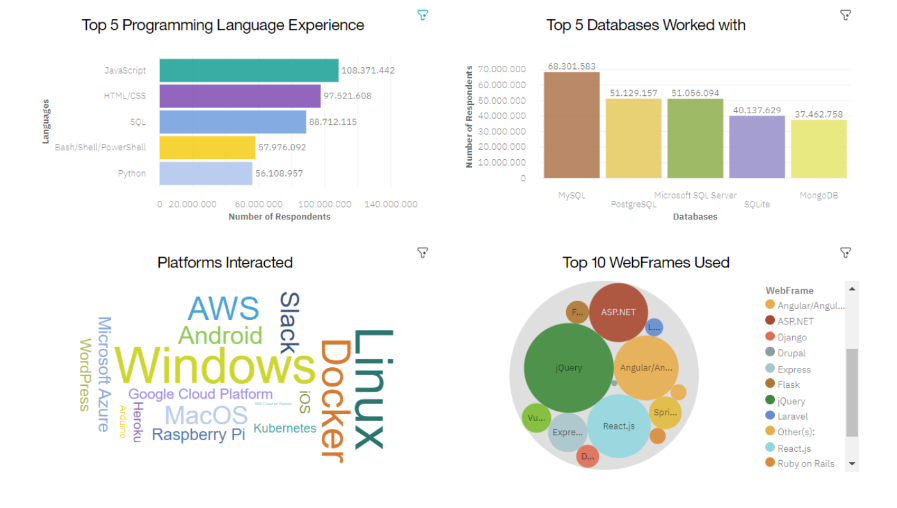 Top 5 Programming Language Experience
Languages
JavaScript
108.371.442
HTML/CSS
97.521.608
SQL
88.712.115
Bash/Shell/PowerShell
57.976.092
Python
56.108.957
0 20.000.000 60.000.000 100.000.000 140.000.000
Number of Respondents
Top 5 Databases Worked with
Number of Respondents
70.000.000
60.000.000
50.000.000
40.000.000
30.000.000
20.000.000
10.000.000
0
68.301.583
51.129.157
51.056.094
40.137.629
37.462.758
MySQL
PostgreSQL
Microsoft SQL Server
SQLite
MongoDB
Databases
Platforms Interacted
AWS
Slack
Android
Windows
Microsoft Azure
WordPress
Google Cloud Platform
iOS
Docker
Linux
MacOS
Heroku
Arduino
Raspberry Pi
Kubernetes
Top 10 WebFrames Used
F...
ASP.NET
L...
jQuery
Angular/An...
Vu...
Expre...
React.js
Spri...
D...
WebFrame
Angular/Angul...
ASP.NET
Django
Drupal
Express
Flask
jQuery
Laravel
Other(s):
React.js
Ruby on Rails